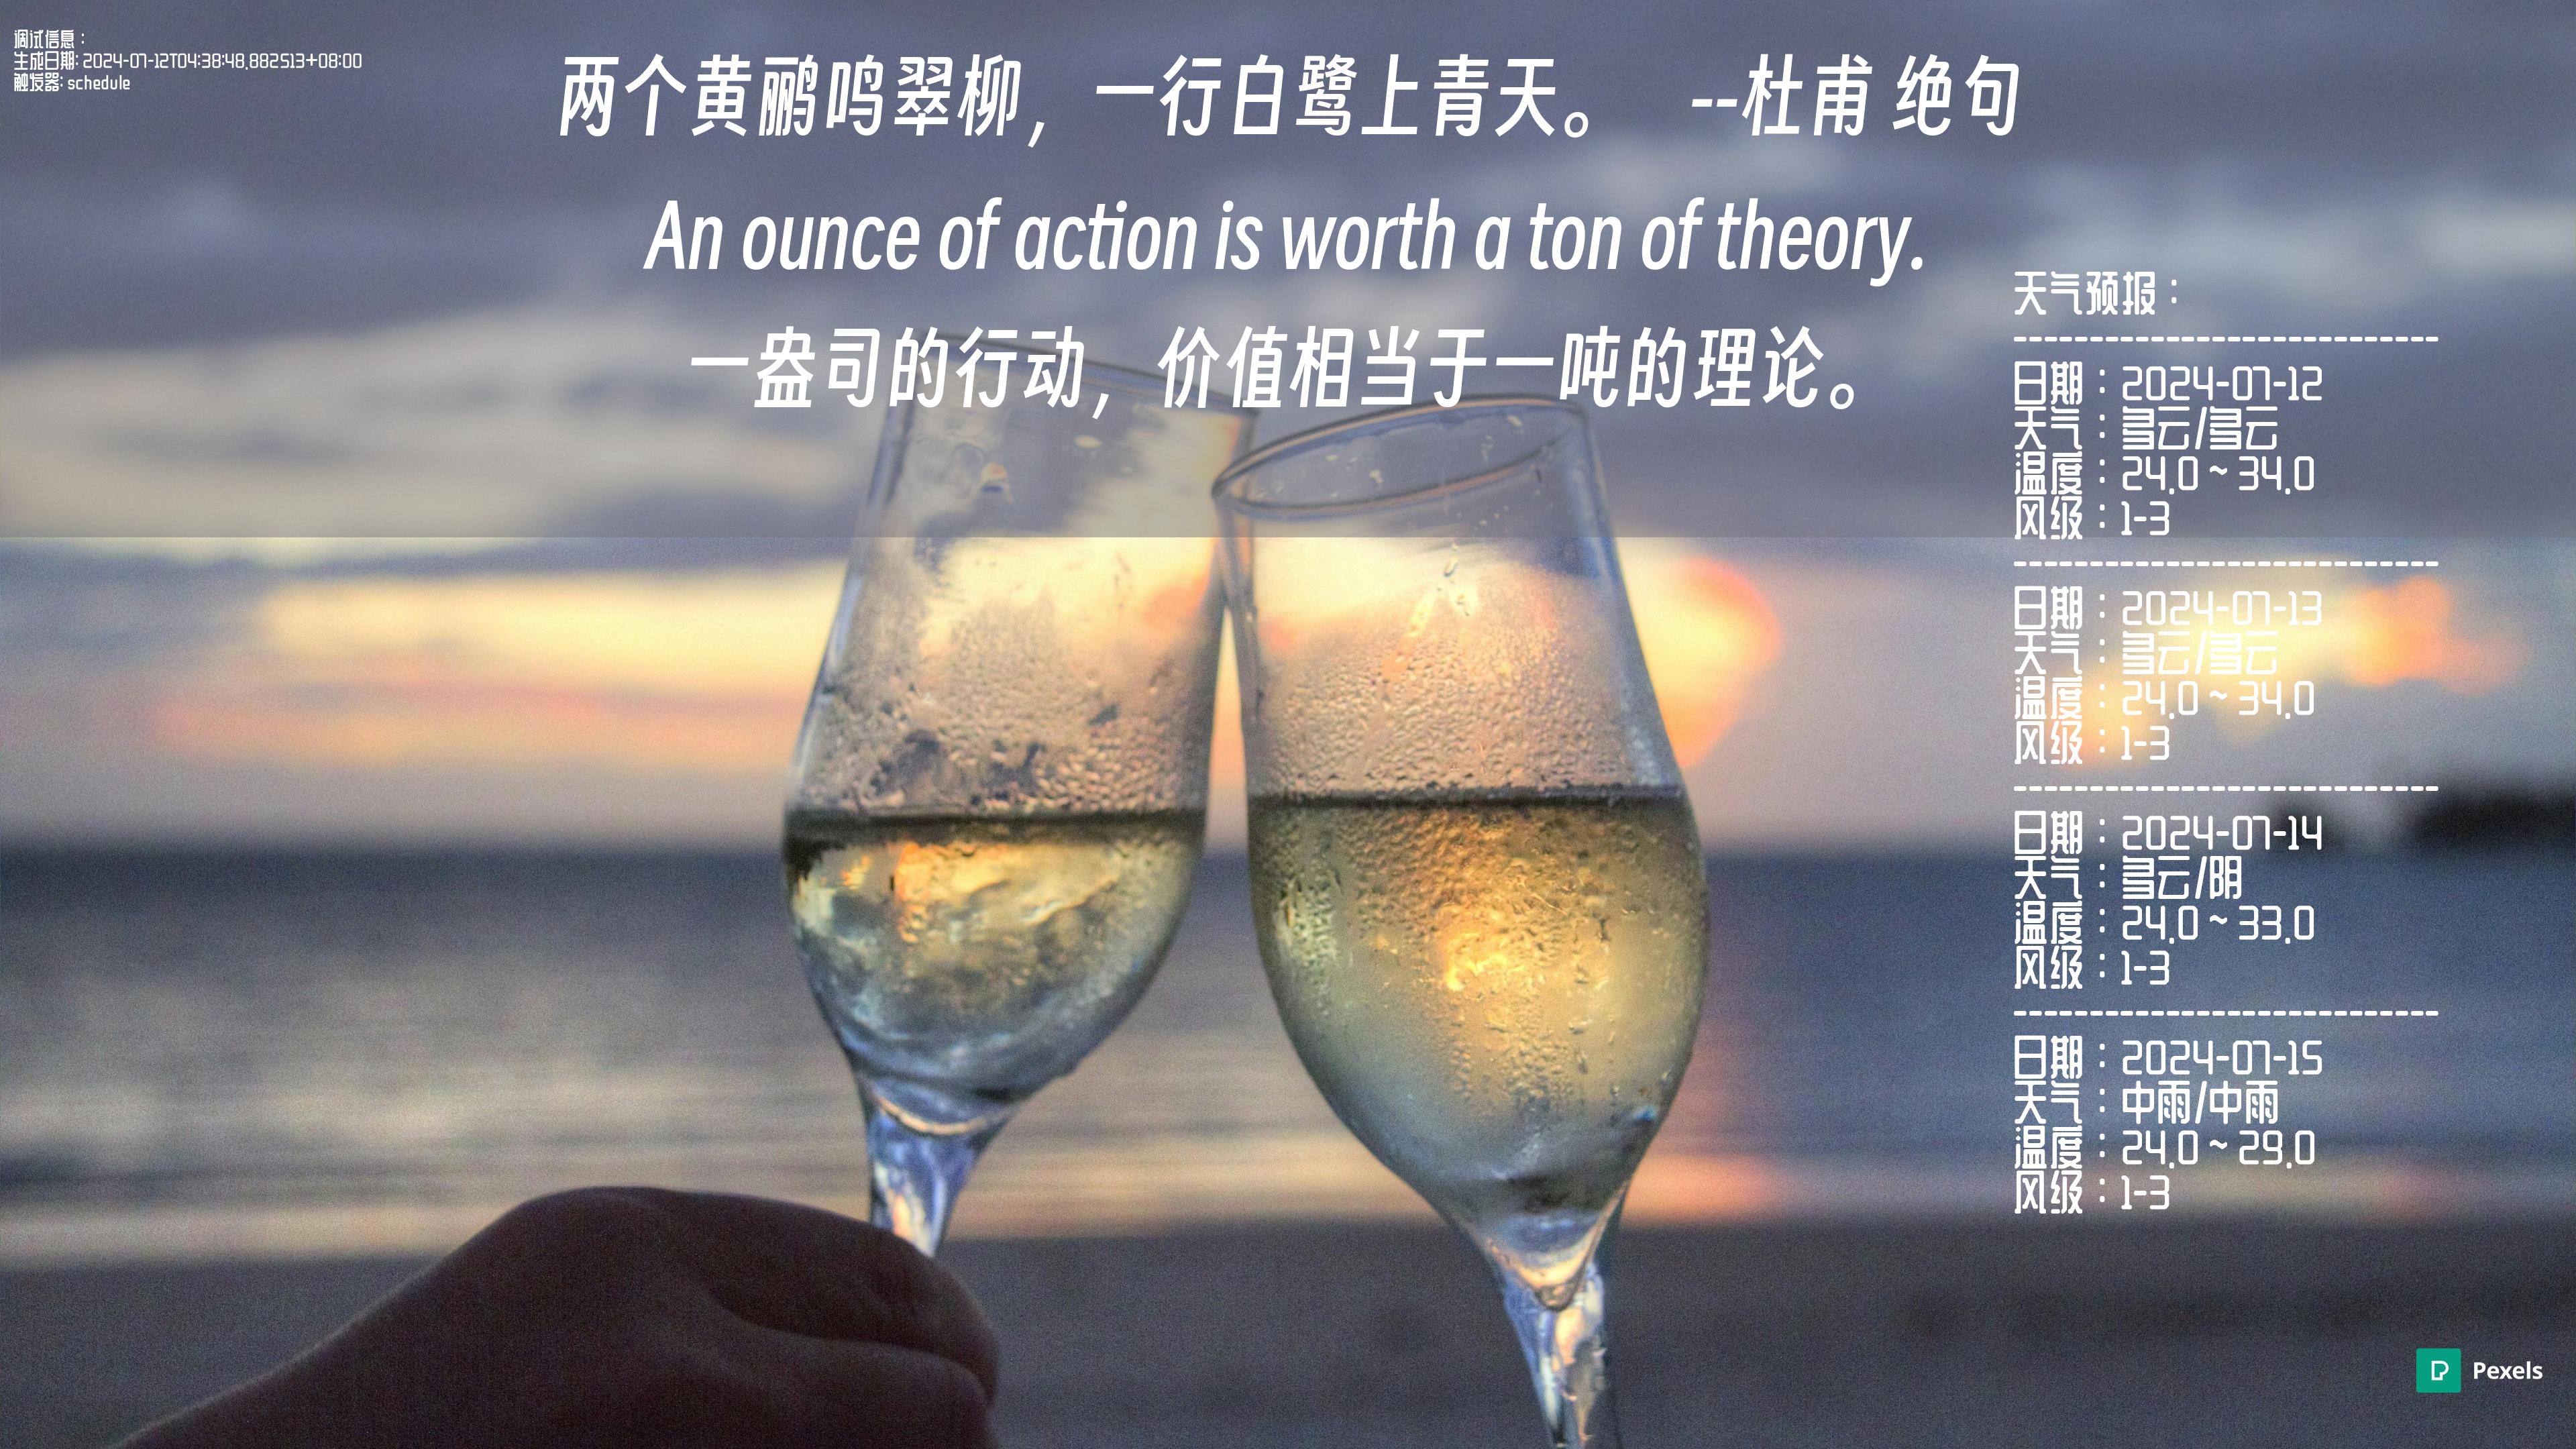 调试信息：
生成日期: 2024-07-12T04:38:48.882513+08:00
触发器: schedule
两个黄鹂鸣翠柳，一行白鹭上青天。 --杜甫 绝句
An ounce of action is worth a ton of theory.
一盎司的行动，价值相当于一吨的理论。
天气预报：
------------------------------
日期：2024-07-12
天气：多云/多云
温度：24.0 ~ 34.0
风级：1-3
------------------------------
日期：2024-07-13
天气：多云/多云
温度：24.0 ~ 34.0
风级：1-3
------------------------------
日期：2024-07-14
天气：多云/阴
温度：24.0 ~ 33.0
风级：1-3
------------------------------
日期：2024-07-15
天气：中雨/中雨
温度：24.0 ~ 29.0
风级：1-3
Pexels